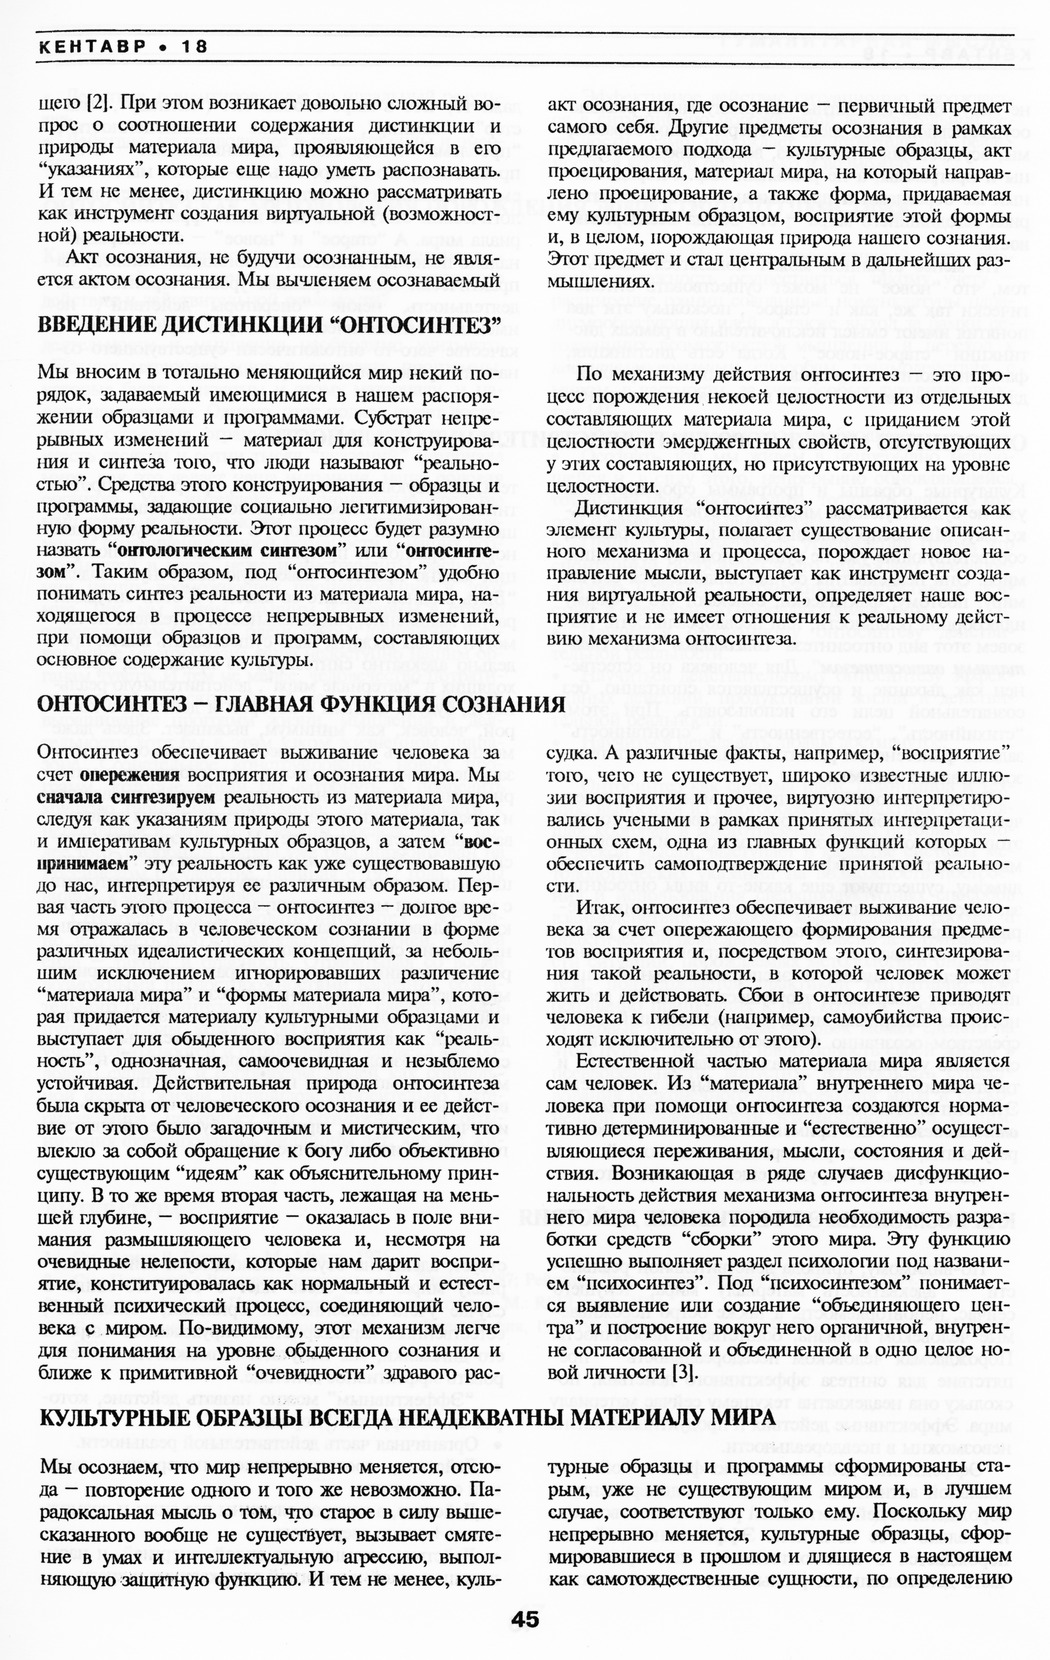 КЕНТАВР • 18
щего [2]. При этом возникает довольно сложный во-
прос о соотношении содержания дистинкции и
природы материала мира, проявляющейся в его
“указаниях”, которые еще надо уметь распознавать.
И тем не менее, дистинкцию можно рассматривать
как инструмент создания виртуальной (возможност-
ной) реальности.
Акт осознания, не будучи осознанным, не явля-
ется актом осознания. Мы вычленяем осознаваемый
акт осознания, где осознание — первичный предмет
самого себя. Другие предметы осознания в рамках
предлагаемого подхода — культурные образцы, акт
проецирования, материал мира, на который направ-
лено проецирование, а также форма, придаваемая
ему культурным образцом, восприятие этой формы
и, в целом, порождающая природа нашего сознания.
Этот предмет и стал центральным в дальнейших раз-
мышлениях.
ВВЕДЕНИЕ ДИСТИНКЦИИ “ОНТОСИНТЕЗ”
Мы вносим в тотально меняющийся мир некий по-
рядок, задаваемый имеющимися в нашем распоря-
жении образцами и программами. Субстрат непре-
рывных изменений — материал для конструирова-
ния и синтеза того, что люди называют “реально-
стью”. Средства этого конструирования — образцы и
программы, задающие социально легитимизирован-
ную форму реальности. Этот процесс будет разумно
назвать “онтологическим синтезом” или “онтосинте-
зом”. Таким образом, под “онтосинтезом” удобно
понимать синтез реальности из материала мира, на-
ходящегося в процессе непрерывных изменений,
при помощи образцов и программ, составляющих
основное содержание культуры.
По механизму действия онтосинтез — это про-
цесс порождения некоей целостности из отдельных
составляющих материала мира, с приданием этой
целостности эмерджентных свойств, отсутствующих
у этих составляющих, но присутствующих на уровне
целостности.
Дистинкция “онтосинтез” рассматривается как
элемент культуры, полагает существование описан-
ного механизма и процесса, порождает новое на-
правление мысли, выступает как инструмент созда-
ния виртуальной реальности, определяет наше вос-
приятие и не имеет отношения к реальному дейст-
вию механизма онтосинтеза.
ОНТОСИНТЕЗ — ГЛАВНАЯ ФУНКЦИЯ СОЗНАНИЯ
Онтосинтез обеспечивает выживание человека за
счет опережения восприятия и осознания мира. Мы
сначала синтезируем реальность из материала мира,
следуя как указаниям природы этого материала, так
и императивам культурных образцов, а затем “вос-
принимаем” эту реальность как уже существовавшую
до нас, интерпретируя ее различным образом. Пер-
вая часть этого процесса — онтосинтез — долгое вре-
мя отражалась в человеческом сознании в форме
различных идеалистических концепций, за неболь-
шим исключением игнорировавших различение
“материала мира” и “формы материала мира”, кото-
рая придается материалу культурными образцами и
выступает для обыденного восприятия как “реаль-
ность”, однозначная, самоочевидная и незыблемо
устойчивая. Действительная природа онтосинтеза
была скрыта от человеческого осознания и ее дейст-
вие от этого было загадочным и мистическим, что
влекло за собой обращение к богу либо объективно
существующим “идеям” как объяснительному прин-
ципу. В то же время вторая часть, лежащая на мень-
шей глубине, — восприятие — оказалась в поле вни-
мания размышляющего человека и, несмотря на
очевидные нелепости, которые нам дарит воспри-
ятие, конституировалась как нормальный и естест-
венный психический процесс, соединяющий чело-
века с миром. По-видимому, этот механизм легче
для понимания на уровне обыденного сознания и
ближе к примитивной “очевидности” здравого рас-
судка. А различные факты, например, “восприятие”
того, чего не существует, широко известные иллю-
зии восприятия и прочее, виртуозно интерпретиро-
вались учеными в рамках принятых интерпретаци-
онных схем, одна из главных функций которых —
обеспечить самоподтверждение принятой реально-
сти.
Итак, онтосинтез обеспечивает выживание чело-
века за счет опережающего формирования предме-
тов восприятия и, посредством этого, синтезирова-
ния такой реальности, в которой человек может
жить и действовать. Сбои в онтосинтезе приводят
человека к гибели (например, самоубийства проис-
ходят исключительно от этого).
Естественной частью материала мира является
сам человек. Из “материала” внутреннего мира че-
ловека при помощи онтосинтеза создаются норма-
тивно детерминированные и “естественно” осущест-
вляющиеся переживания, мысли, состояния и дей-
ствия. Возникающая в ряде случаев дисфункцио-
нальность действия механизма онтосинтеза внутрен-
него мира человека породила необходимость разра-
ботки средств “сборки” этого мира. Эту функцию
успешно выполняет раздел психологии под названи-
ем “психосинтез”. Под “психосинтезом” понимает-
ся выявление или создание “объединяющего цен-
тра” и построение вокруг него органичной, внутрен-
не согласованной и объединенной в одно целое но-
вой личности [3].
КУЛЬТУРНЫЕ ОБРАЗЦЫ ВСЕГДА НЕАДЕКВАТНЫ МАТЕРИАЛУ МИРА
Мы осознаем, что мир непрерывно меняется, отсю-
да — повторение одного и того же невозможно. Па-
радоксальная мысль о том, что старое в силу выше-
сказанного вообще не существует, вызывает смяте-
ние в умах и интеллектуальную агрессию, выпол-
няющую защитную функцию. И тем не менее, куль-
турные образцы и программы сформированы ста-
рым, уже не существующим миром и, в лучшем
случае, соответствуют только ему. Поскольку мир
непрерывно меняется, культурные образцы, сфор-
мировавшиеся в прошлом и длящиеся в настоящем
как самотождественные сущности, по определению
45